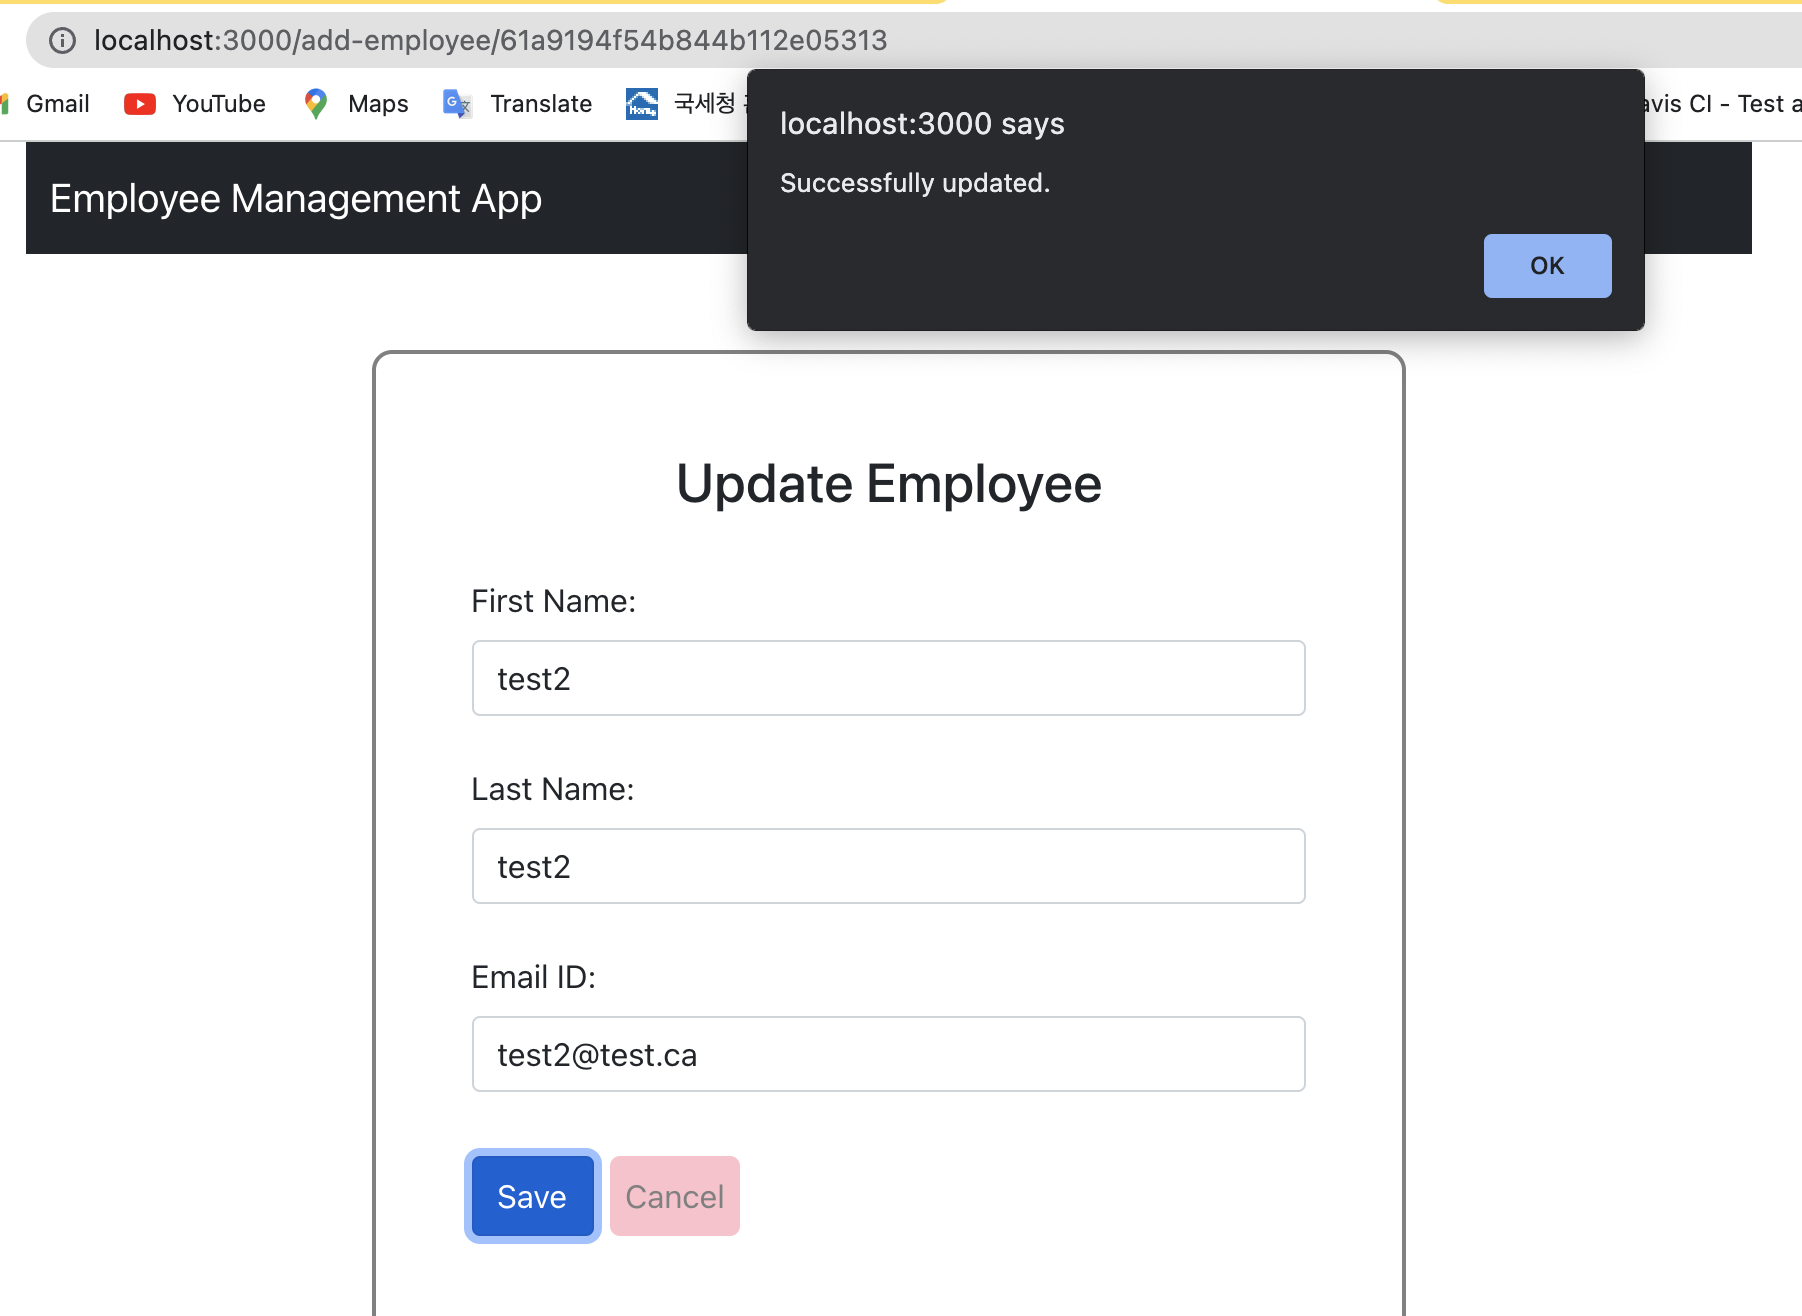 localhost:3000/add-employee/61a9194f54b844b112e05313
Gmail YouTube Maps Translate 국세청 CI - Test
localhost:3000 says
Successfully updated.
OK
Employee Management App
Update Employee
First Name:
test2
Last Name:
test2
Email ID:
test2@test.ca
Save Cancel